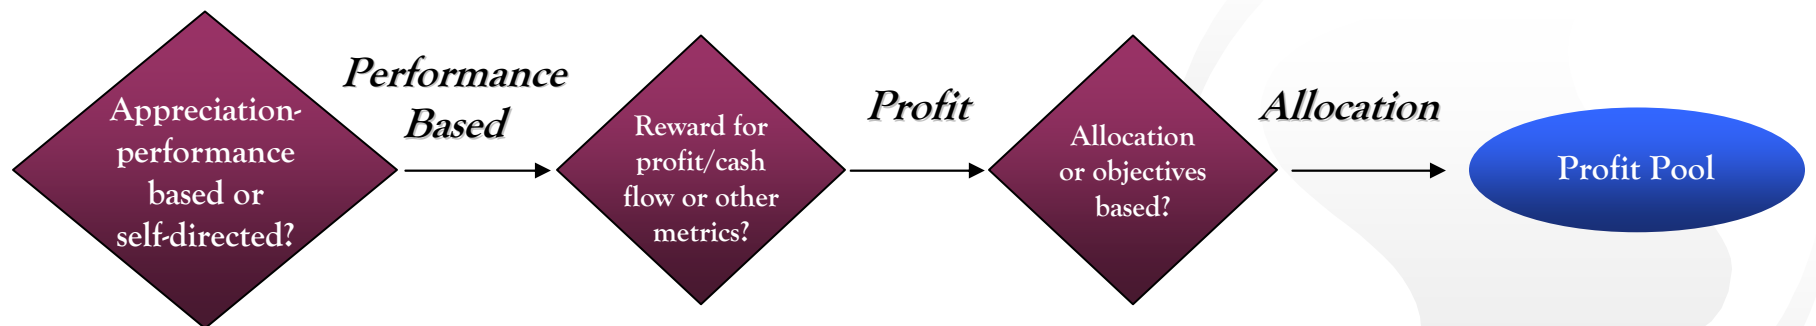 Appreciation-
performance
based or
self-directed?
Performance
Based
Reward for
profit/cash
flow or other
metrics?
Profit
Allocation
or objectives
based?
Allocation
Profit Pool